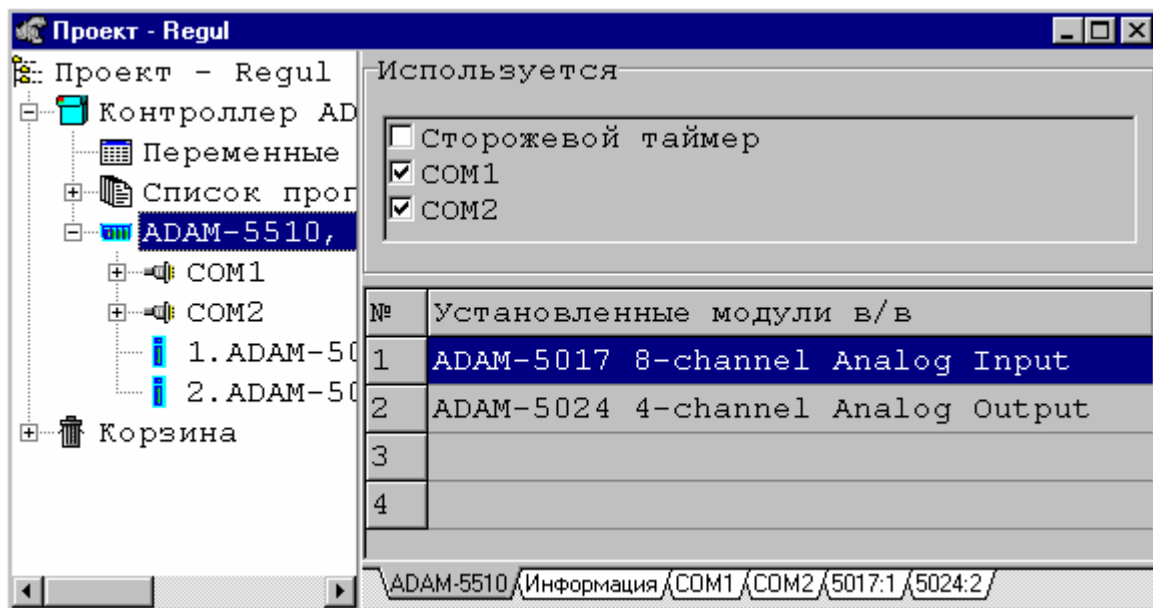 Проект - Regul
Проект - Regul
Контроллер AD
Переменные
Список прог
ADAM-5510,
COM1
COM2
1.ADAM-50
2.ADAM-50
Корзина
Используется
Сторожевой таймер
COM1
COM2
№ Установленные модули в/в
1 ADAM-5017 8-channel Analog Input
2 ADAM-5024 4-channel Analog Output
3
4
ADAM-5510 Информация COM1 COM2 5017:1 5024:2